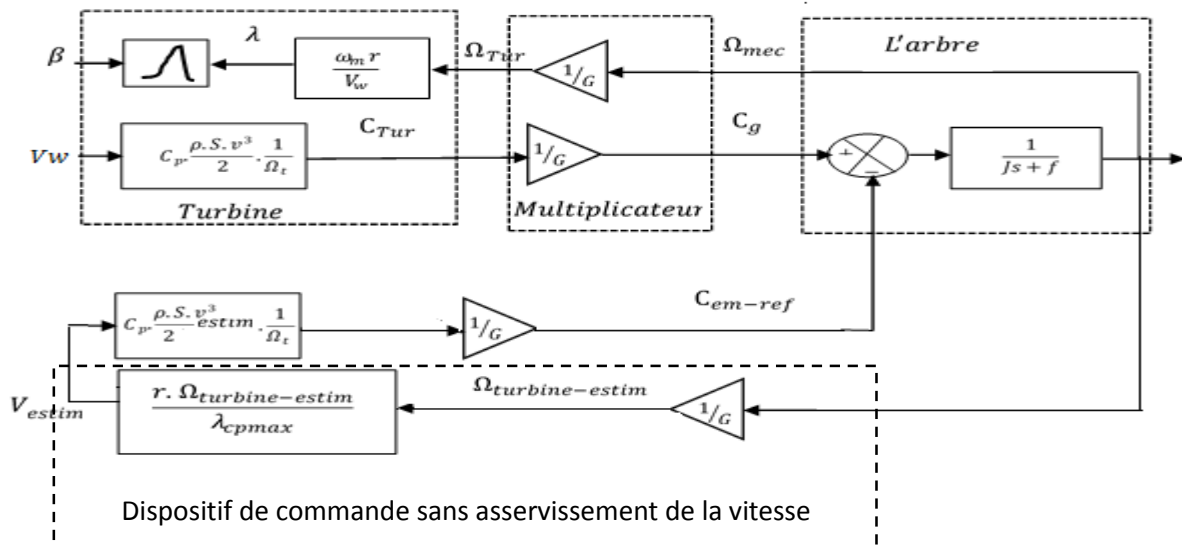 β
λ
ω_m r / V_w
Ω_Tur
1/G
Ω_mec
L'arbre
Vw
C_p. ρ.S.v³ / 2 . 1 / Ω_t
C_Tur
1/G
C_g
+
−
1 / Js + f
Turbine
Multiplicateur
C_p. ρ.S.v³ / 2 estim . 1 / Ω_t
1/G
C_em−ref
V_estim
r. Ω_turbine−estim / λ_cpmax
Ω_turbine−estim
1/G
Dispositif de commande sans asservissement de la vitesse